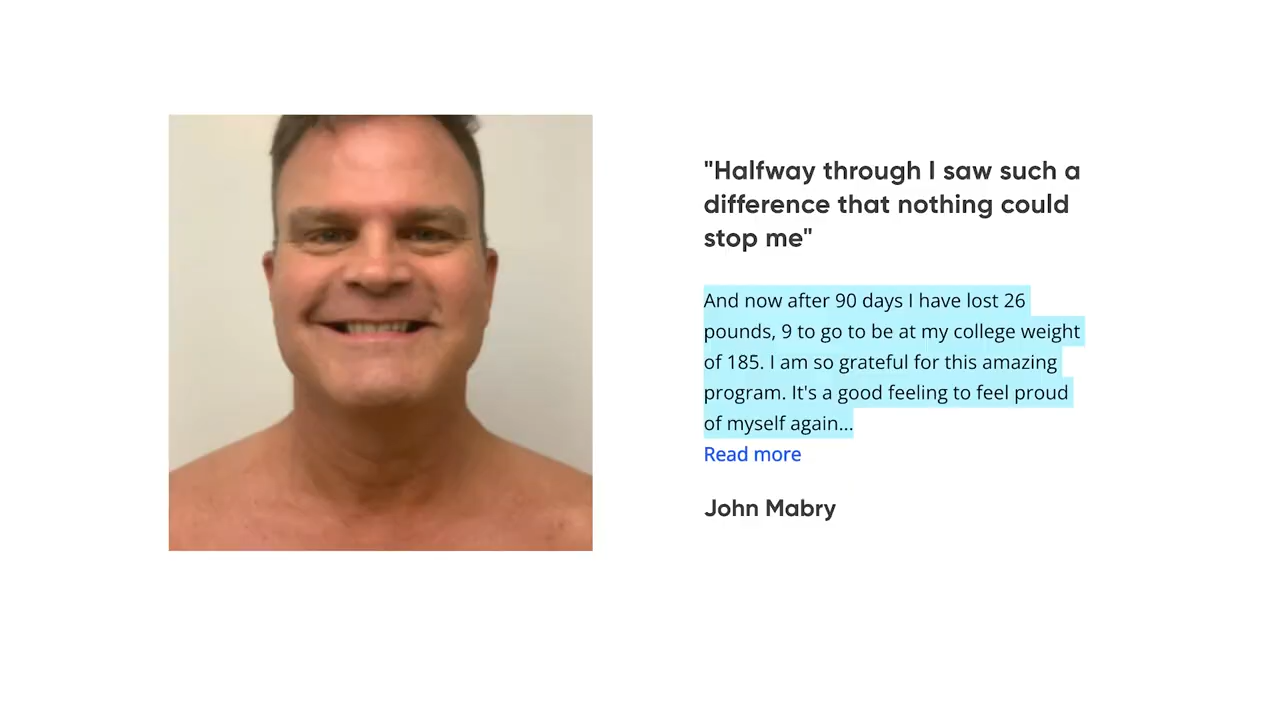 "Halfway through I saw such a
difference that nothing could
stop me"
And now after 90 days I have lost 26
pounds, 9 to go to be at my college weight
of 185. I am so grateful for this amazing
program. It's a good feeling to feel proud
of myself again...
Read more
John Mabry